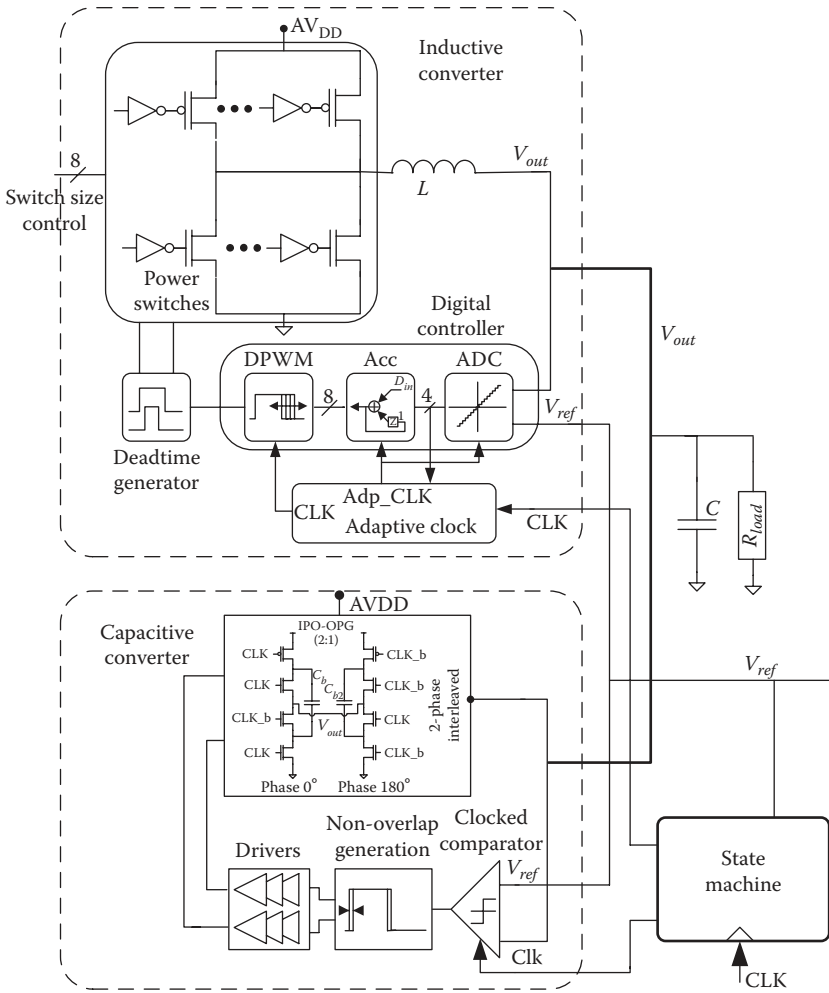 AVDD
Inductive
converter
8
Switch size
control
L
Vout
Power
switches
Digital
controller
Vout
DPWM
Acc
ADC
Din
8
4
z-1
Vref
Deadtime
generator
Adp_CLK
CLK
Adaptive clock
CLK
C
Rload
AVDD
Capacitive
converter
IPO-OPG
(2:1)
CLK
CLK_b
Cb
Cb2
CLK
CLK_b
CLK_b
CLK
Vout
CLK
CLK_b
Phase 0°
Phase 180°
2-phase
interleaved
Vref
Clocked
comparator
Non-overlap
generation
Drivers
Vref
Clk
State
machine
CLK